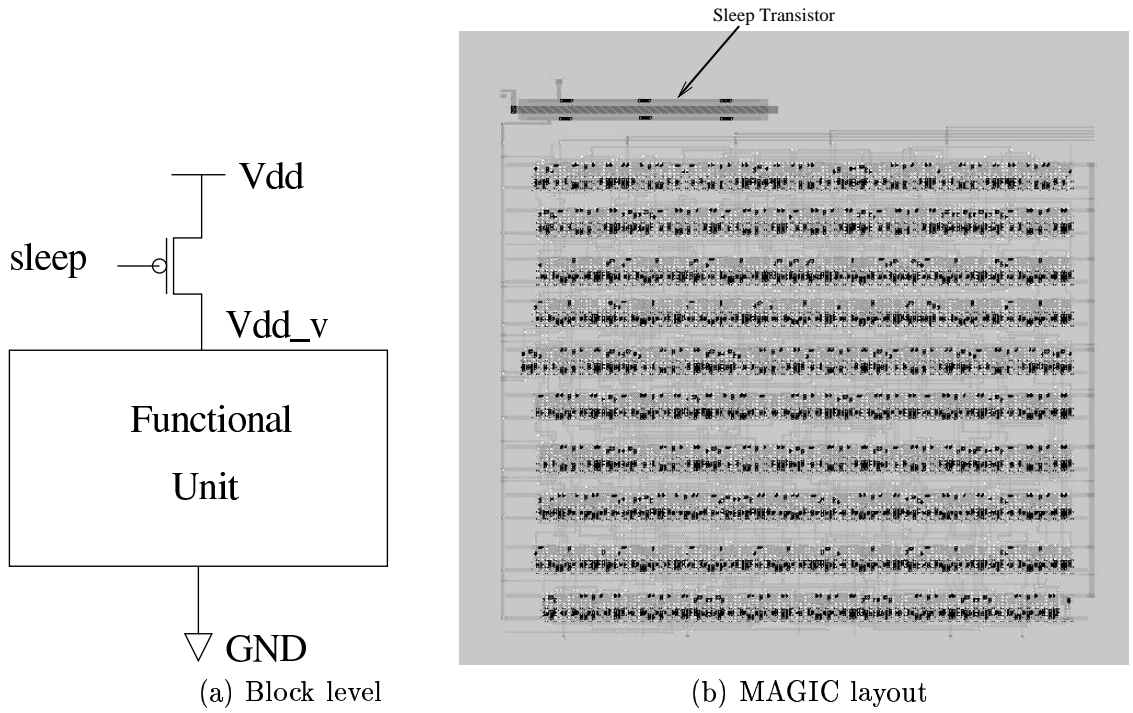 Sleep Transistor
Vdd
sleep
Vdd_v
Functional
Unit
GND
(a) Block level
(b) MAGIC layout